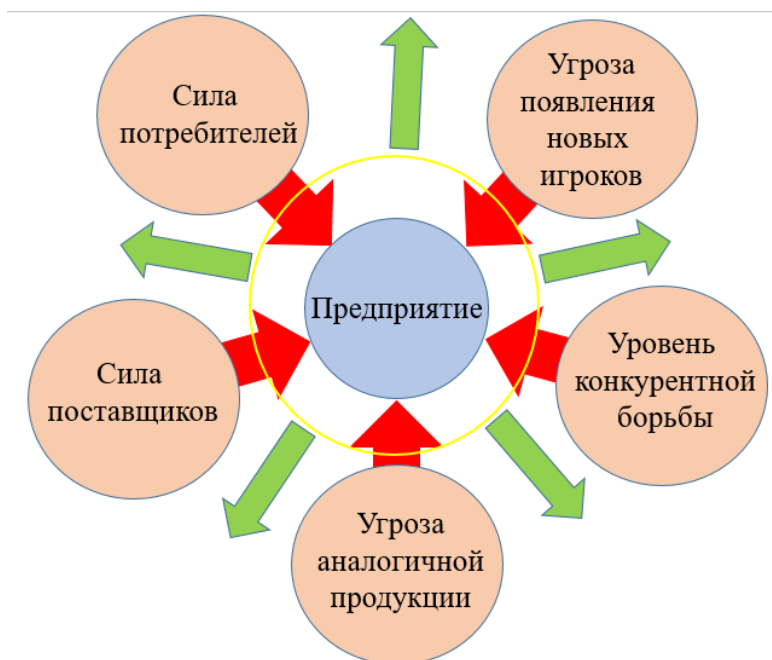 Сила
потребителей
Угроза
появления
новых
игроков
Предприятие
Сила
поставщиков
Уровень
конкурентной
борьбы
Угроза
аналогичной
продукции